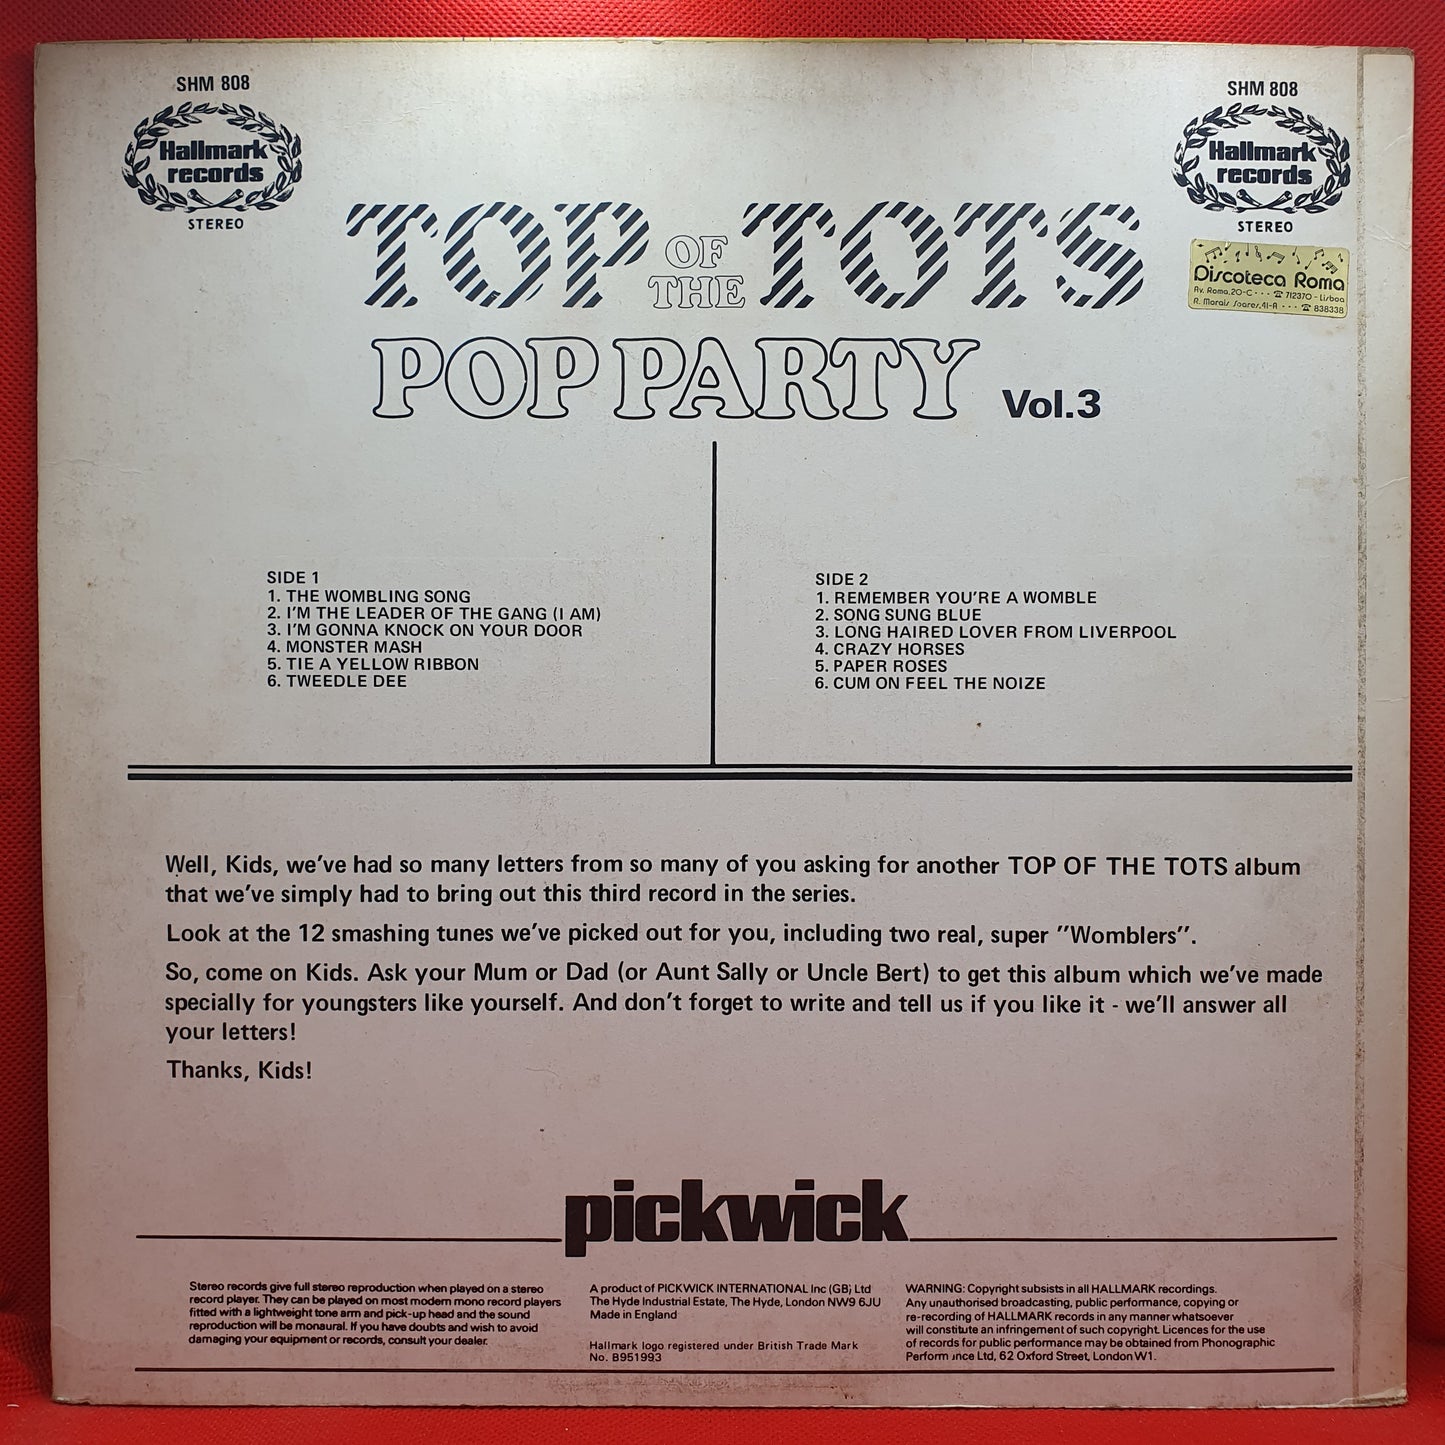 SHM 808
Hallmark
records
STEREO
SHM 808
Hallmark
records
STEREO
TOP OF THE TOTS
POP PARTY Vol.3
Discoteca Roma
Av. Roma, 20-C · · · ☎ 712370 - Lisboa
R. Morais Soares, 41-A · · · ☎ 838338
SIDE 1
1. THE WOMBLING SONG
2. I'M THE LEADER OF THE GANG (I AM)
3. I'M GONNA KNOCK ON YOUR DOOR
4. MONSTER MASH
5. TIE A YELLOW RIBBON
6. TWEEDLE DEE
SIDE 2
1. REMEMBER YOU'RE A WOMBLE
2. SONG SUNG BLUE
3. LONG HAIRED LOVER FROM LIVERPOOL
4. CRAZY HORSES
5. PAPER ROSES
6. CUM ON FEEL THE NOIZE
Well, Kids, we've had so many letters from so many of you asking for another TOP OF THE TOTS album
that we've simply had to bring out this third record in the series.
Look at the 12 smashing tunes we've picked out for you, including two real, super "Womblers".
So, come on Kids. Ask your Mum or Dad (or Aunt Sally or Uncle Bert) to get this album which we've made
specially for youngsters like yourself. And don't forget to write and tell us if you like it - we'll answer all
your letters!
Thanks, Kids!
pickwick
Stereo records give full stereo reproduction when played on a stereo
record player. They can be played on most modern mono record players
fitted with a lightweight tone arm and pick-up head and the sound
reproduction will be monaural. If you have doubts and wish to avoid
damaging your equipment or records, consult your dealer.
A product of PICKWICK INTERNATIONAL Inc (GB) Ltd
The Hyde Industrial Estate, The Hyde, London NW9 6JU
Made in England
Hallmark logo registered under British Trade Mark
No. B951993
WARNING: Copyright subsists in all HALLMARK recordings.
Any unauthorised broadcasting, public performance, copying or
re-recording of HALLMARK records in any manner whatsoever
will constitute an infringement of such copyright. Licences for the use
of records for public performance may be obtained from Phonographic
Performance Ltd, 62 Oxford Street, London W1.